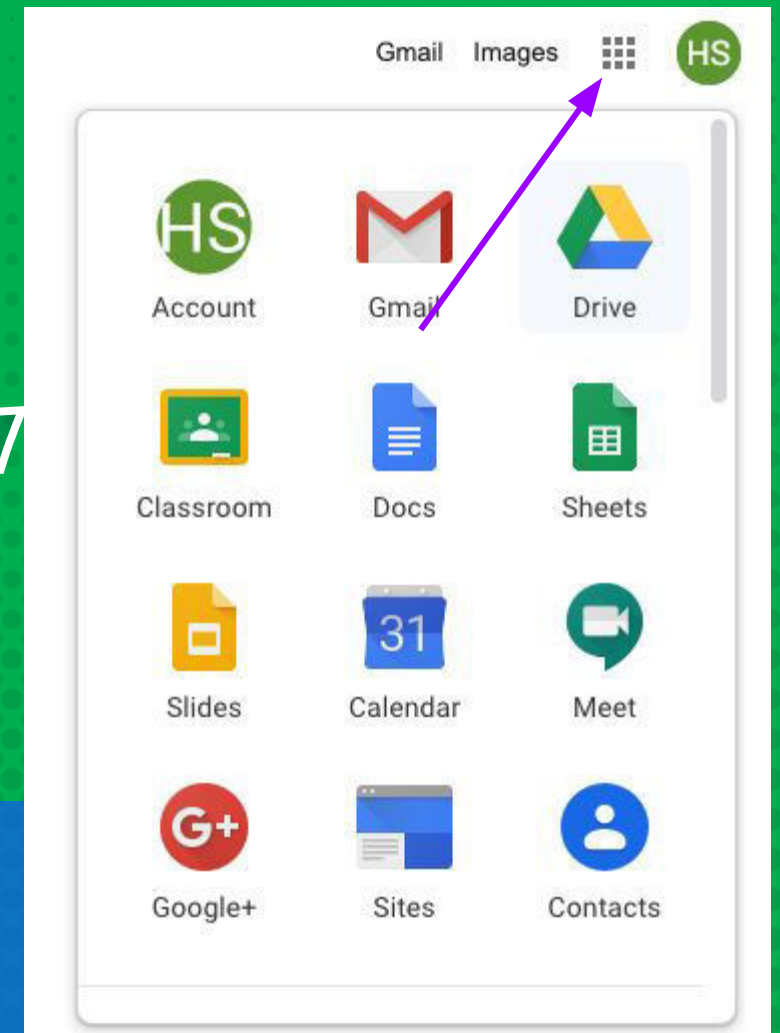 Gmail Images HS
HS
Account Gmail Drive
Classroom Docs Sheets
31
Slides Calendar Meet
G+
Google+ Sites Contacts